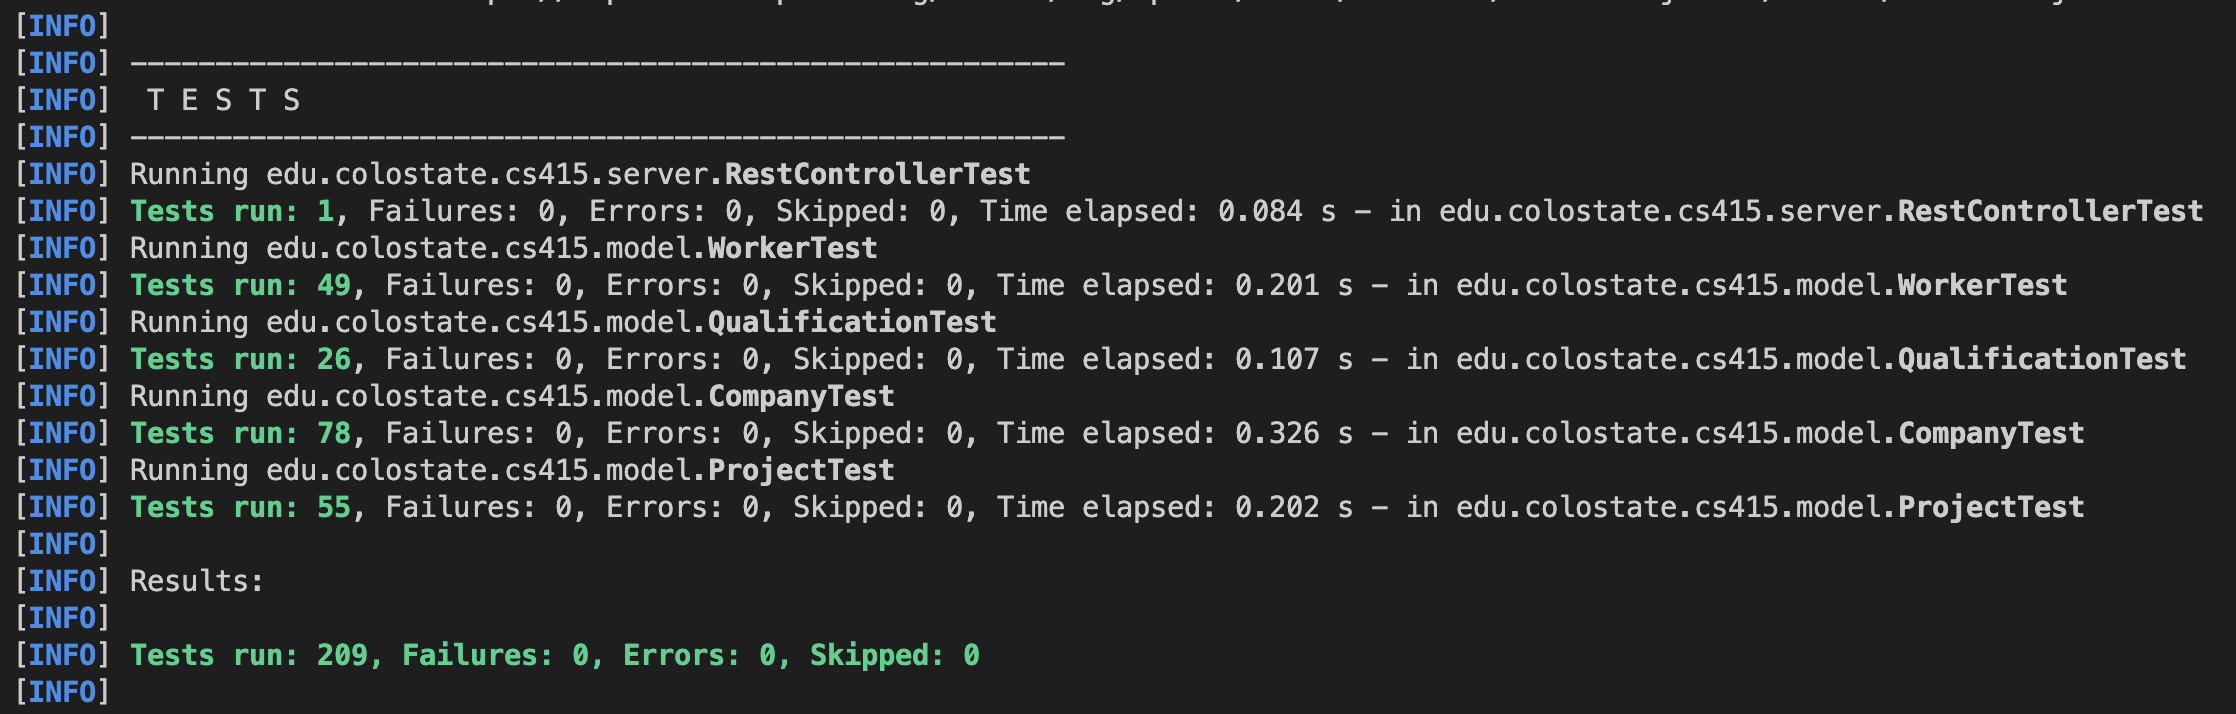 [INFO]
[INFO] -------------------------------------------------------
[INFO]  T E S T S
[INFO] -------------------------------------------------------
[INFO] Running edu.colostate.cs415.server.RestControllerTest
[INFO] Tests run: 1, Failures: 0, Errors: 0, Skipped: 0, Time elapsed: 0.084 s - in edu.colostate.cs415.server.RestControllerTest
[INFO] Running edu.colostate.cs415.model.WorkerTest
[INFO] Tests run: 49, Failures: 0, Errors: 0, Skipped: 0, Time elapsed: 0.201 s - in edu.colostate.cs415.model.WorkerTest
[INFO] Running edu.colostate.cs415.model.QualificationTest
[INFO] Tests run: 26, Failures: 0, Errors: 0, Skipped: 0, Time elapsed: 0.107 s - in edu.colostate.cs415.model.QualificationTest
[INFO] Running edu.colostate.cs415.model.CompanyTest
[INFO] Tests run: 78, Failures: 0, Errors: 0, Skipped: 0, Time elapsed: 0.326 s - in edu.colostate.cs415.model.CompanyTest
[INFO] Running edu.colostate.cs415.model.ProjectTest
[INFO] Tests run: 55, Failures: 0, Errors: 0, Skipped: 0, Time elapsed: 0.202 s - in edu.colostate.cs415.model.ProjectTest
[INFO]
[INFO] Results:
[INFO]
[INFO] Tests run: 209, Failures: 0, Errors: 0, Skipped: 0
[INFO]